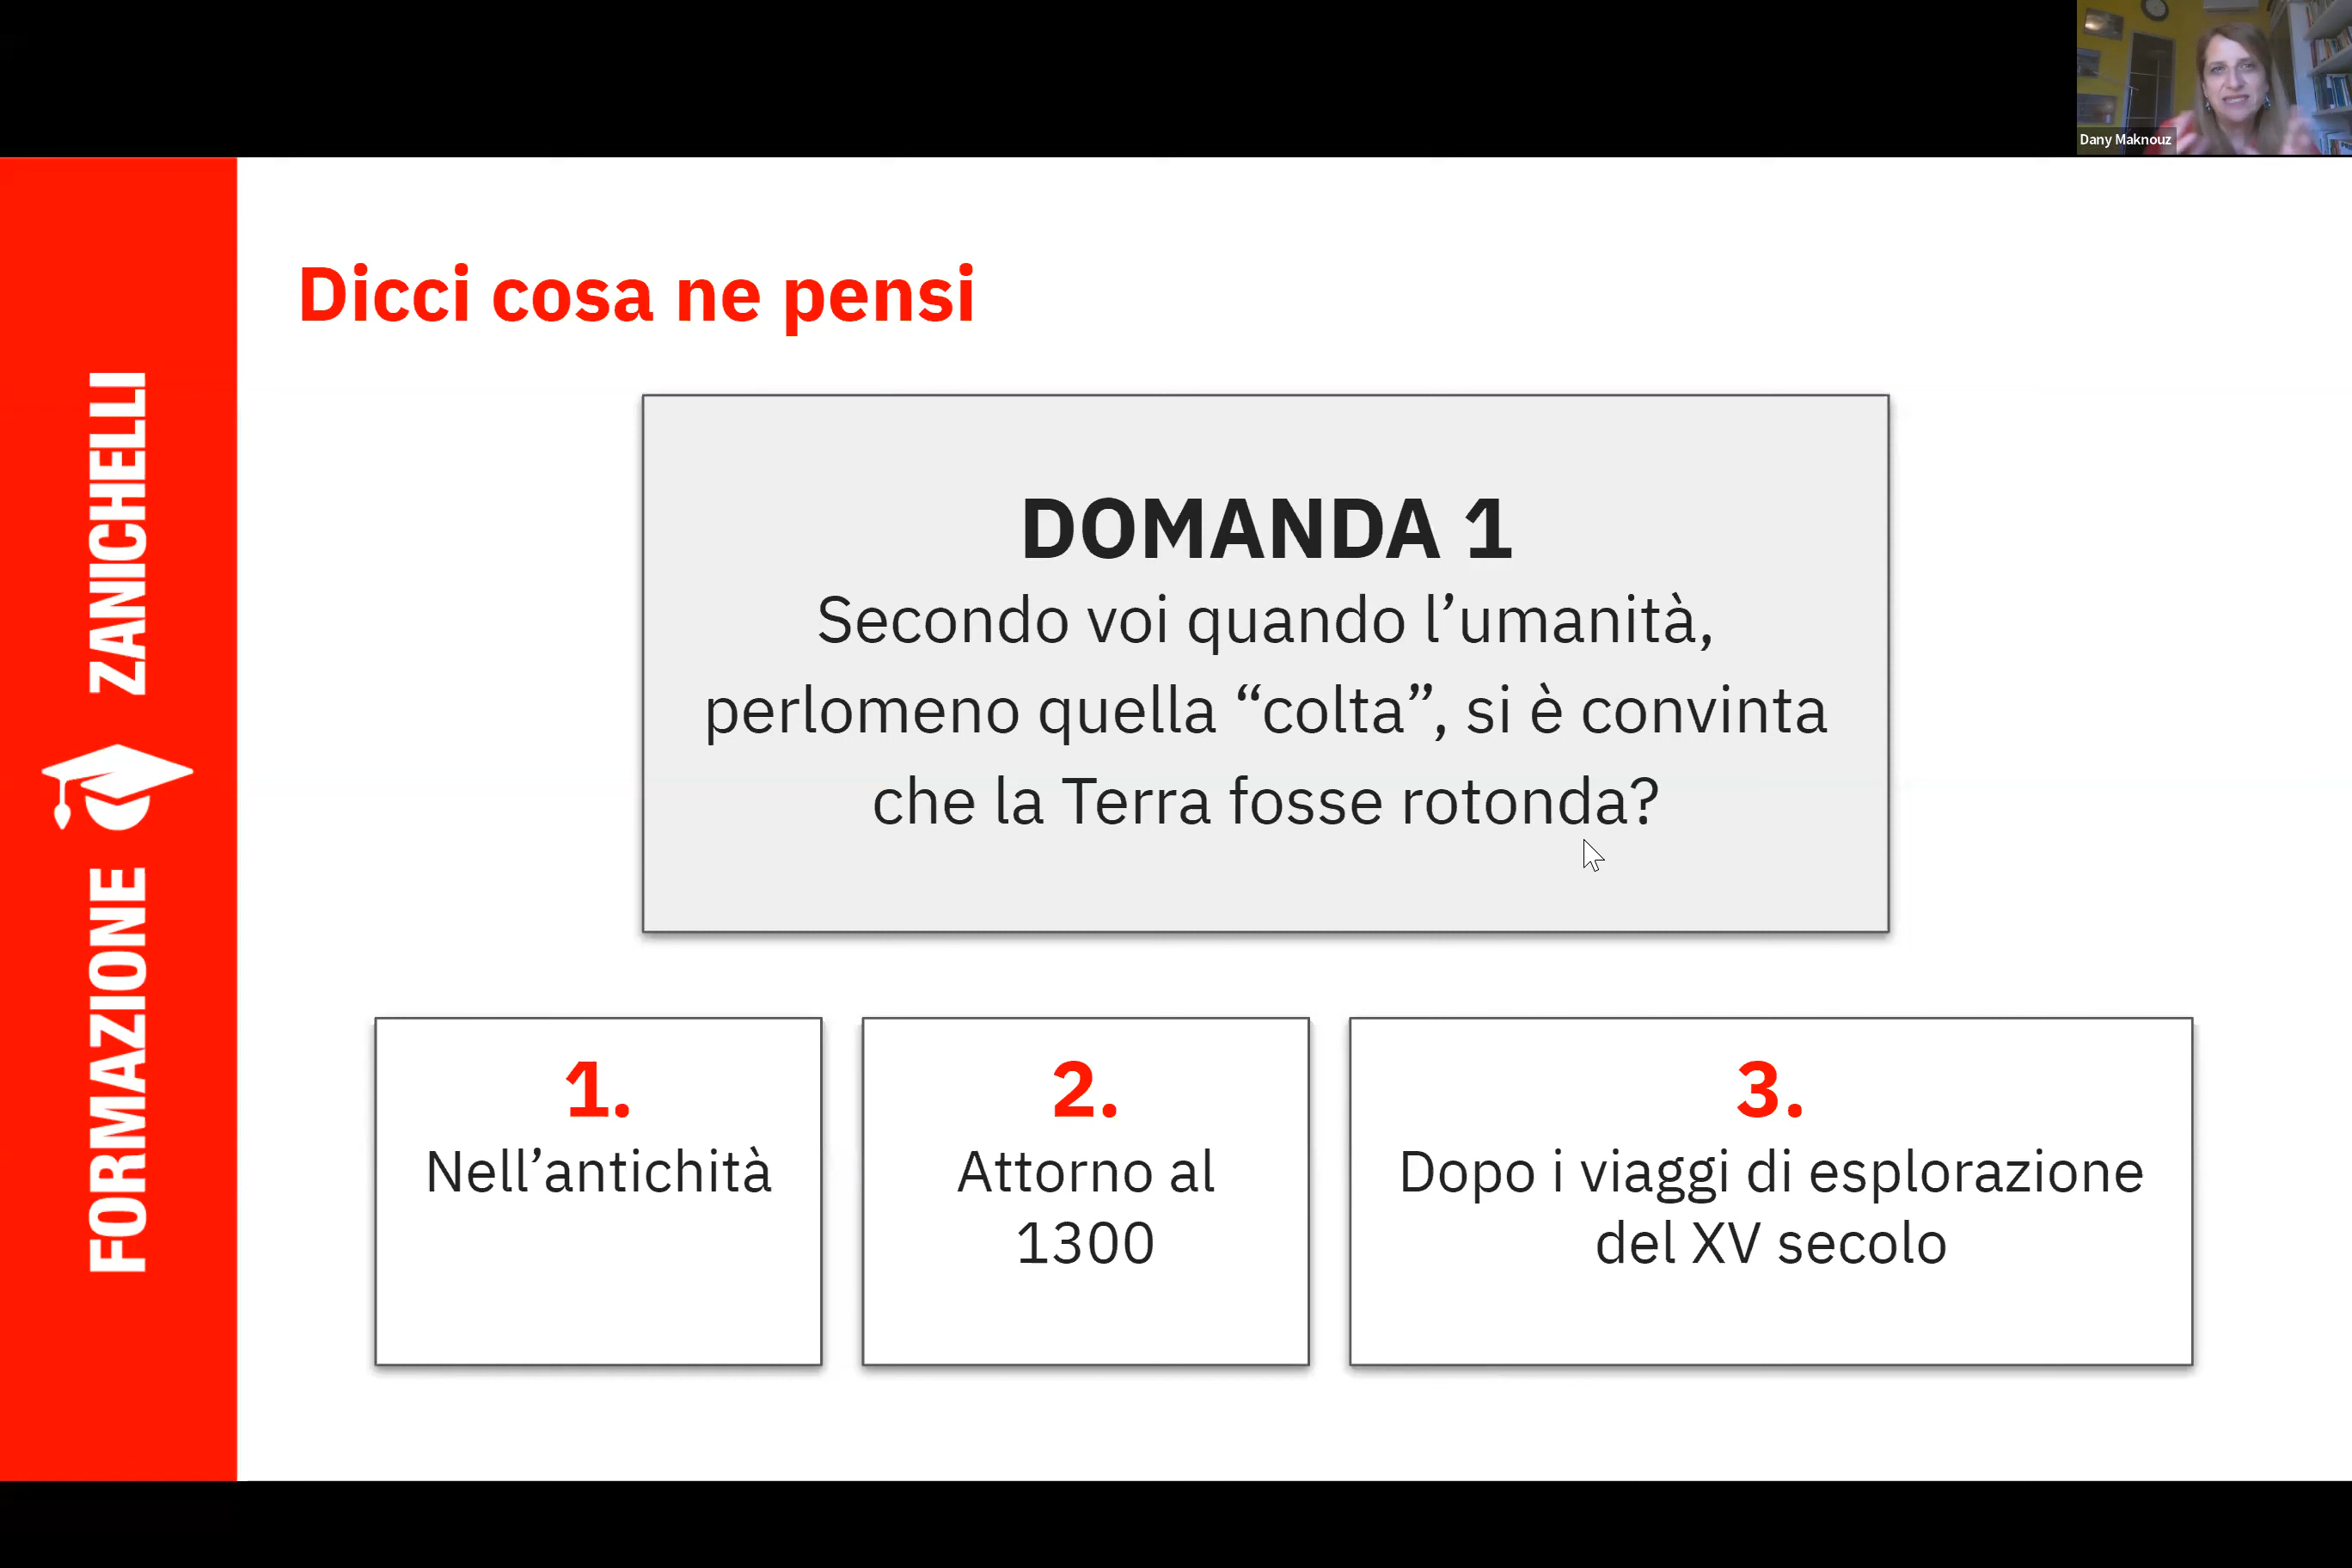 Dany Maknouz
FORMAZIONE ZANICHELLI
Dicci cosa ne pensi
DOMANDA 1
Secondo voi quando l’umanità,
perlomeno quella “colta”, si è convinta
che la Terra fosse rotonda?
1.
Nell’antichità
2.
Attorno al
1300
3.
Dopo i viaggi di esplorazione
del XV secolo